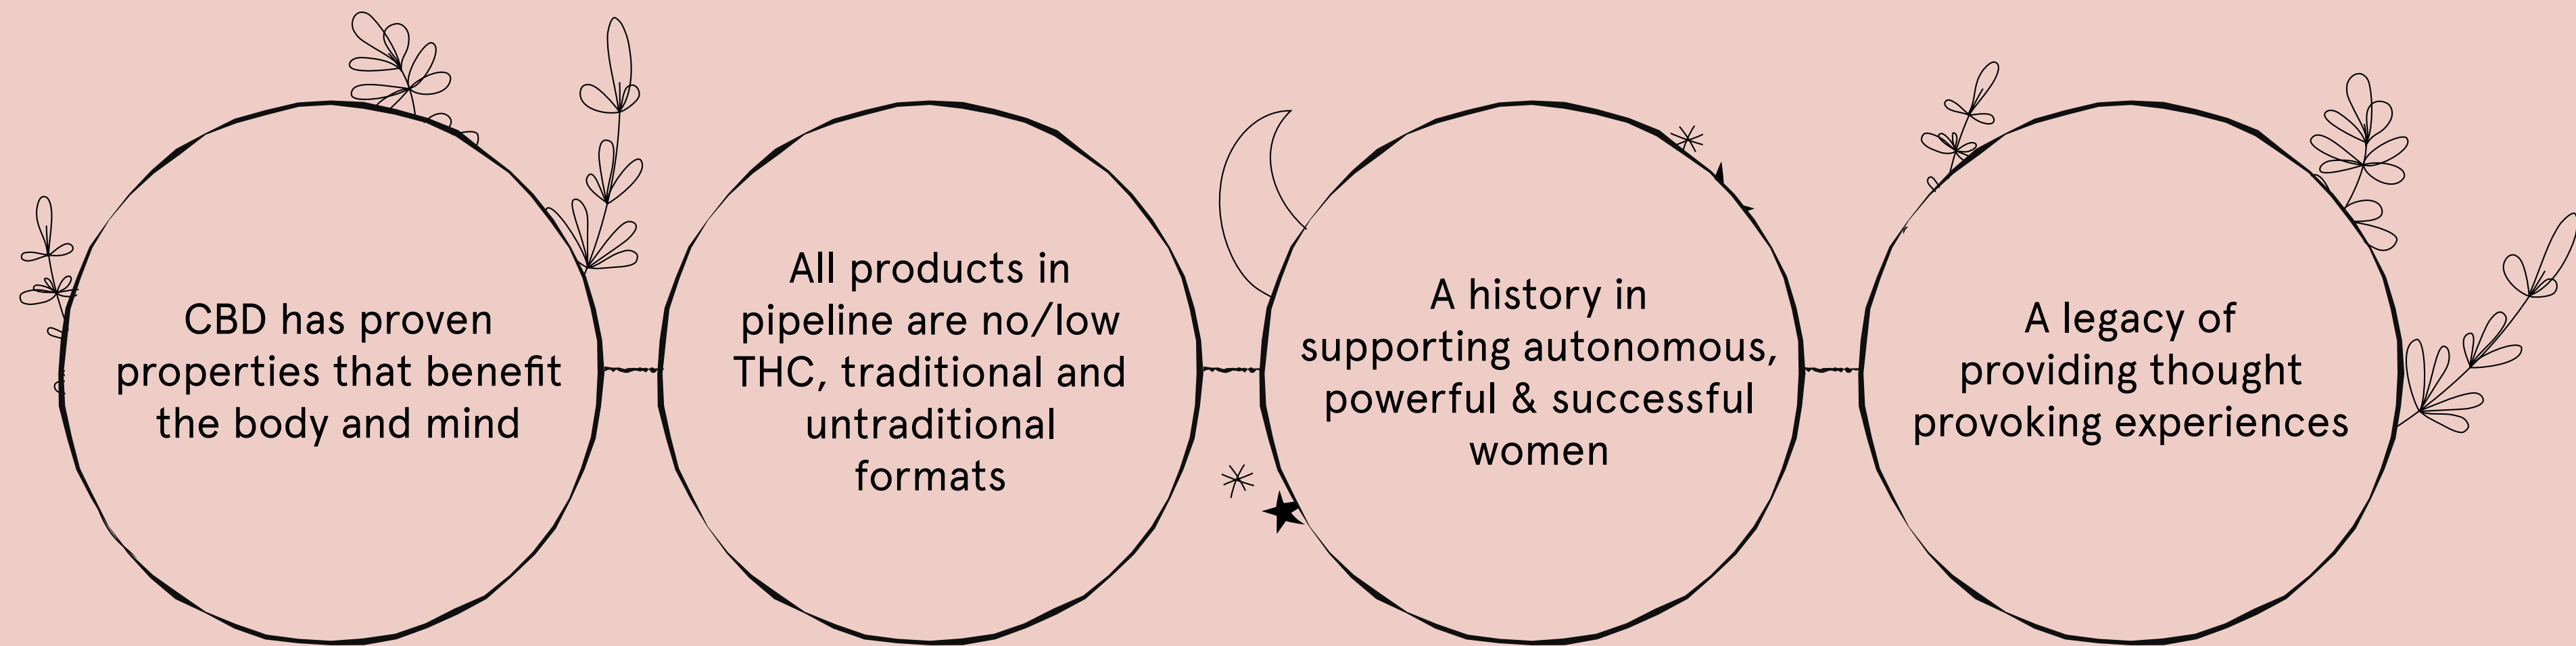 CBD has proven
properties that benefit
the body and mind
All products in
pipeline are no/low
THC, traditional and
untraditional
formats
A history in
supporting autonomous,
powerful & successful
women
A legacy of
providing thought
provoking experiences